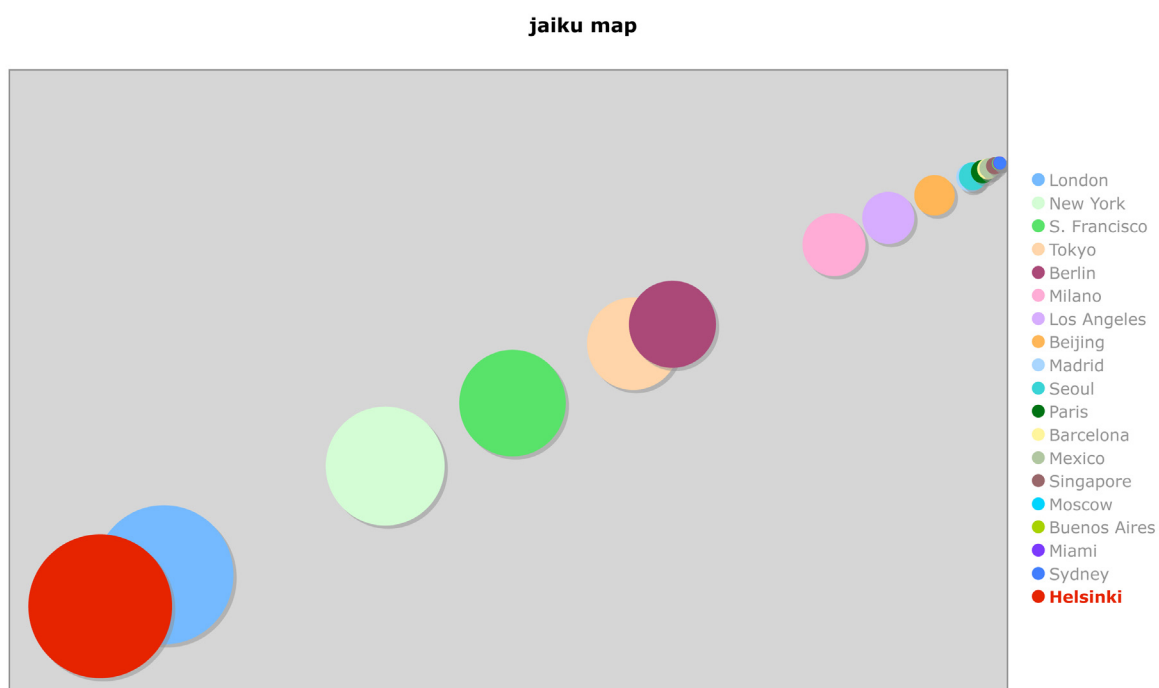 jaiku map
London
New York
S. Francisco
Tokyo
Berlin
Milano
Los Angeles
Beijing
Madrid
Seoul
Paris
Barcelona
Mexico
Singapore
Moscow
Buenos Aires
Miami
Sydney
Helsinki